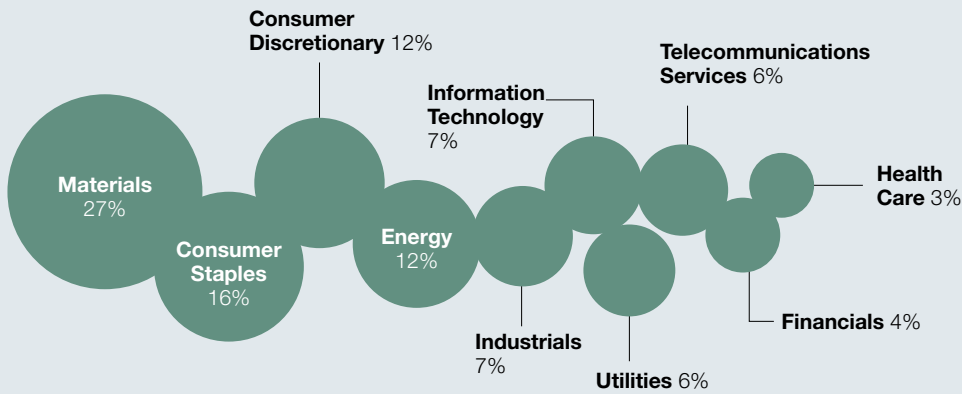 Consumer
Discretionary 12%
Telecommunications
Services 6%
Information
Technology
7%
Materials
27%
Health
Care 3%
Consumer
Staples
16%
Energy
12%
Financials 4%
Industrials
7%
Utilities 6%